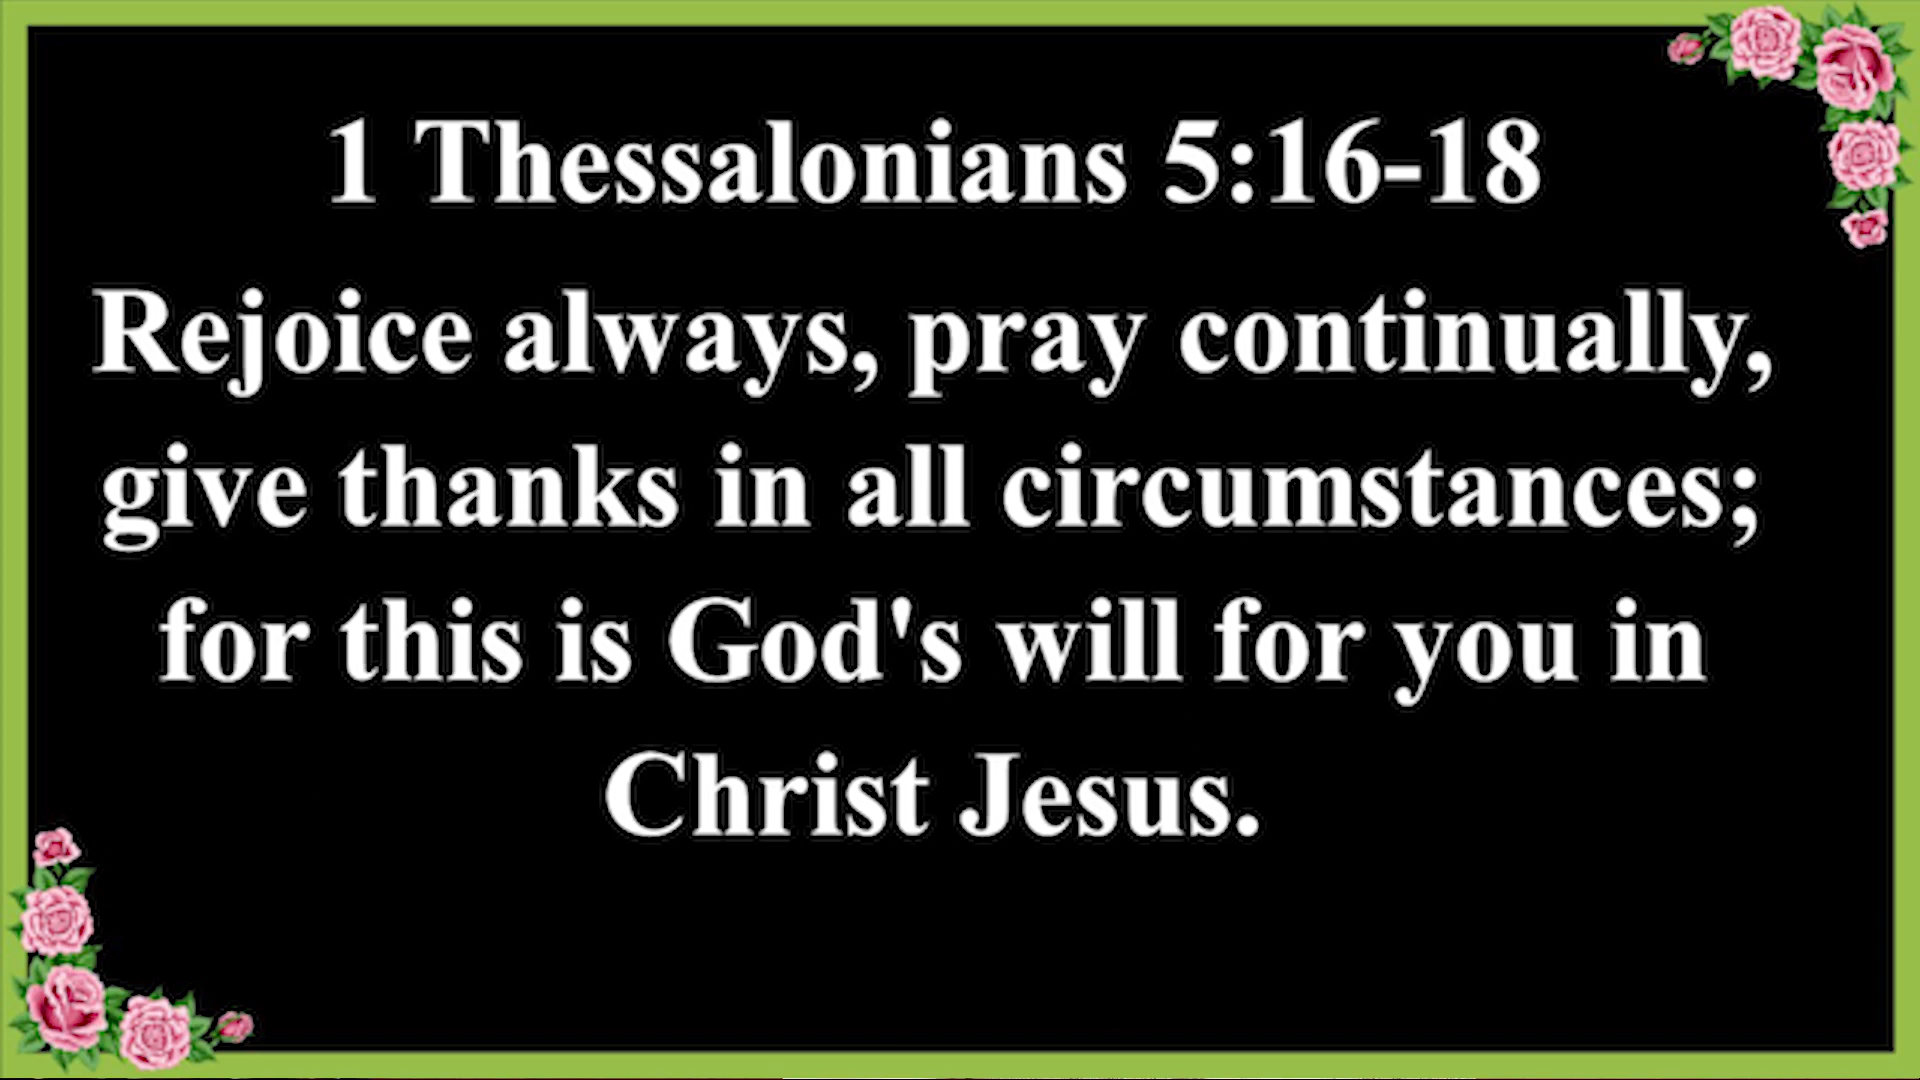 1 Thessalonians 5:16-18
Rejoice always, pray continually,
give thanks in all circumstances;
for this is God's will for you in
Christ Jesus.